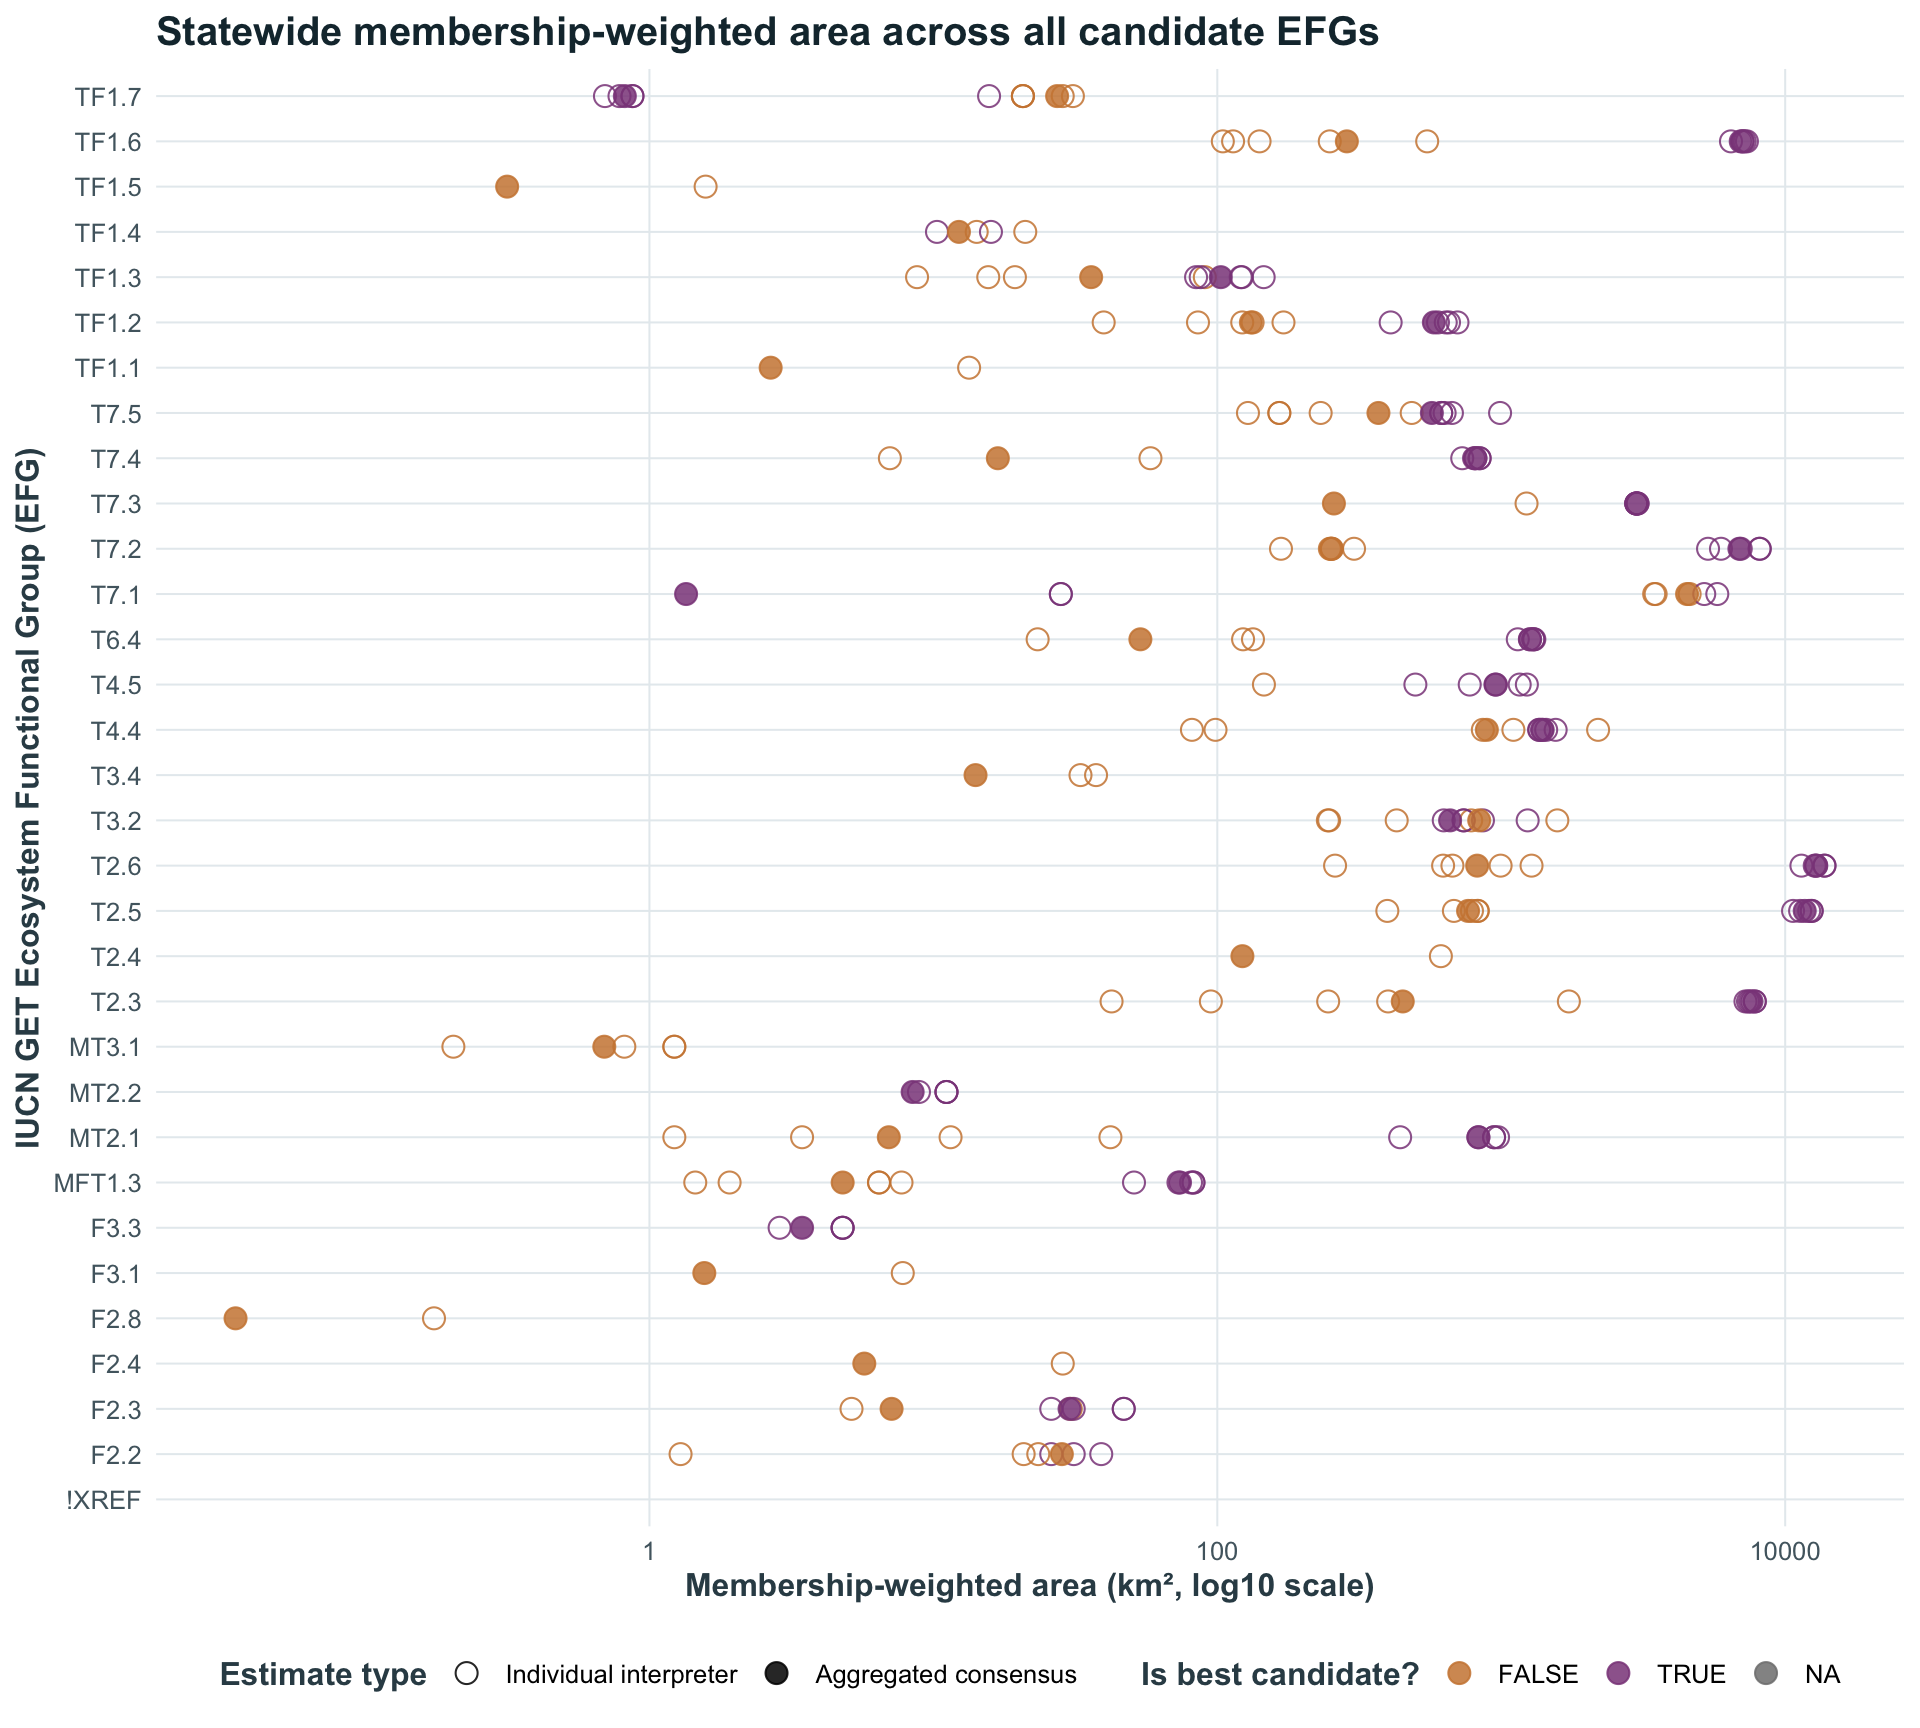 Statewide membership-weighted area across all candidate EFGs
IUCN GET Ecosystem Functional Group (EFG)
TF1.7
TF1.6
TF1.5
TF1.4
TF1.3
TF1.2
TF1.1
T7.5
T7.4
T7.3
T7.2
T7.1
T6.4
T4.5
T4.4
T3.4
T3.2
T2.6
T2.5
T2.4
T2.3
MT3.1
MT2.2
MT2.1
MFT1.3
F3.3
F3.1
F2.8
F2.4
F2.3
F2.2
!XREF
1 100 10000
Membership-weighted area (km², log10 scale)
Estimate type Individual interpreter Aggregated consensus Is best candidate? FALSE TRUE NA